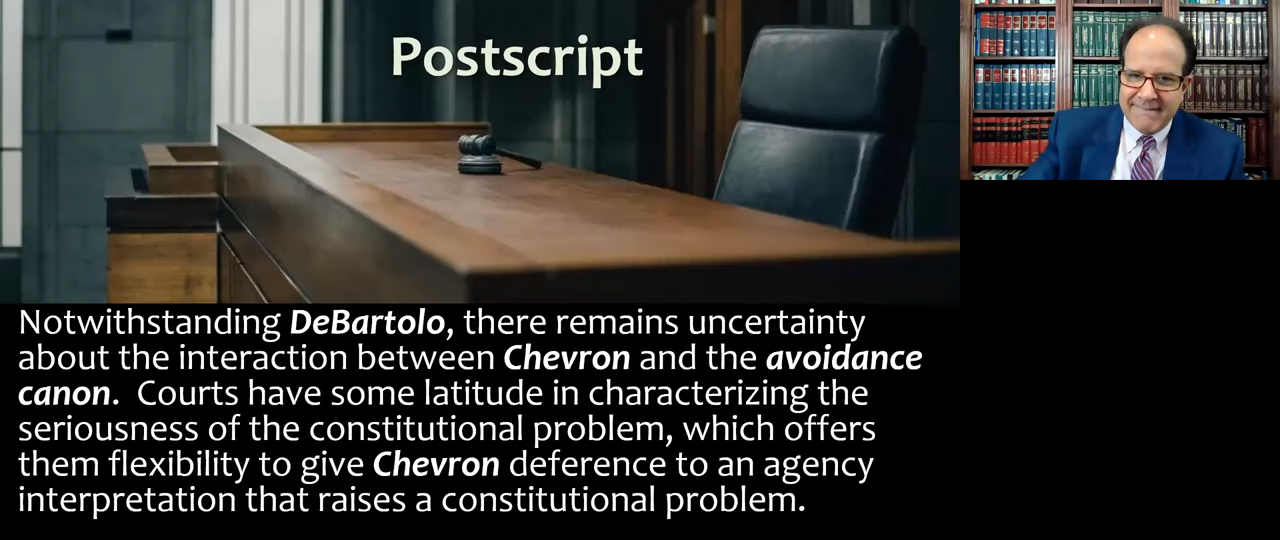 Postscript
Notwithstanding DeBartolo, there remains uncertainty
about the interaction between Chevron and the avoidance
canon. Courts have some latitude in characterizing the
seriousness of the constitutional problem, which offers
them flexibility to give Chevron deference to an agency
interpretation that raises a constitutional problem.